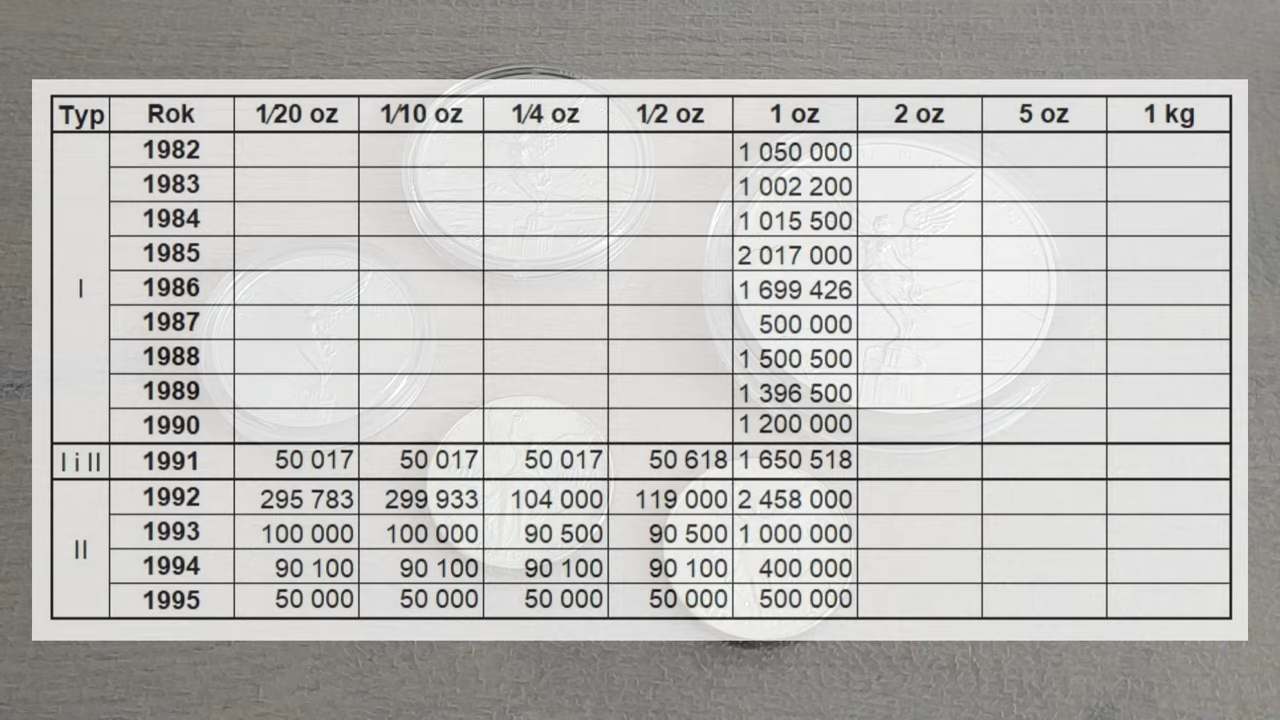 Typ Rok 1/20 oz 1/10 oz 1/4 oz 1/2 oz 1 oz 2 oz 5 oz 1 kg
1982 1 050 000
1983 1 002 200
1984 1 015 500
1985 2 017 000
I 1986 1 699 426
1987 500 000
1988 1 500 500
1989 1 396 500
1990 1 200 000
I i II 1991 50 017 50 017 50 017 50 618 1 650 518
1992 295 783 299 933 104 000 119 000 2 458 000
II 1993 100 000 100 000 90 500 90 500 1 000 000
1994 90 100 90 100 90 100 90 100 400 000
1995 50 000 50 000 50 000 50 000 500 000